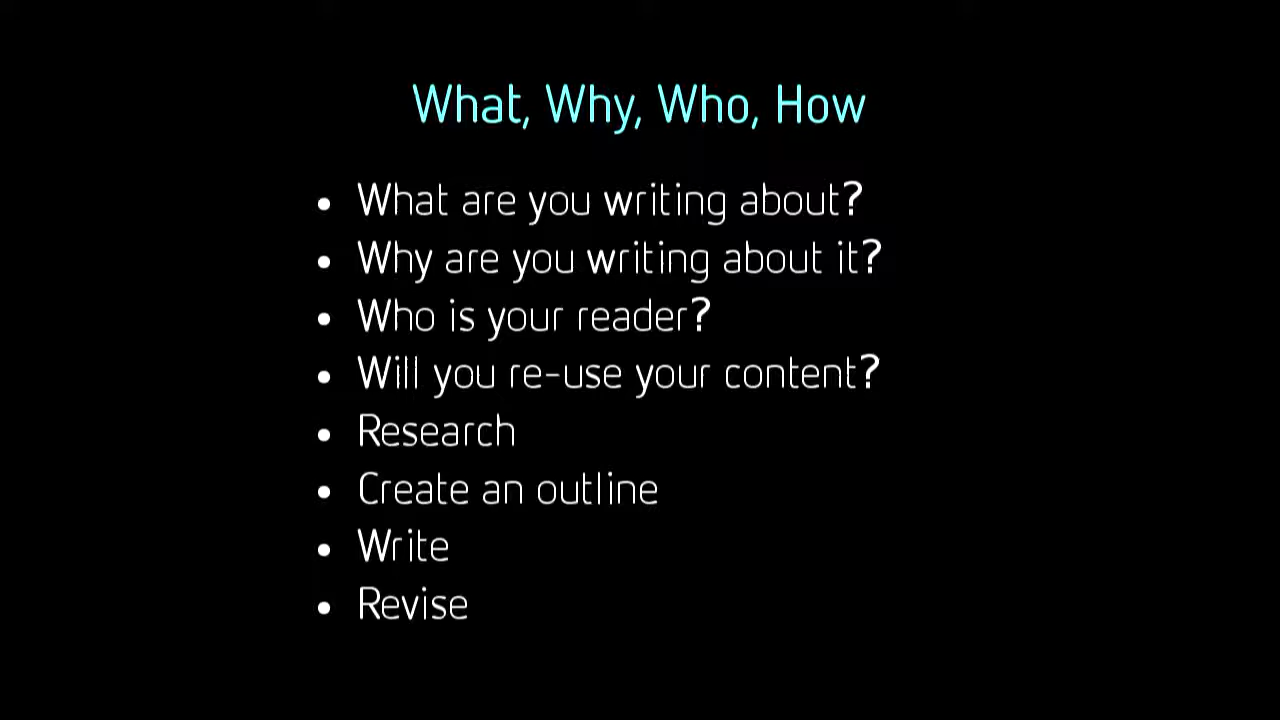 What, Why, Who, How
• What are you writing about?
• Why are you writing about it?
• Who is your reader?
• Will you re-use your content?
• Research
• Create an outline
• Write
• Revise